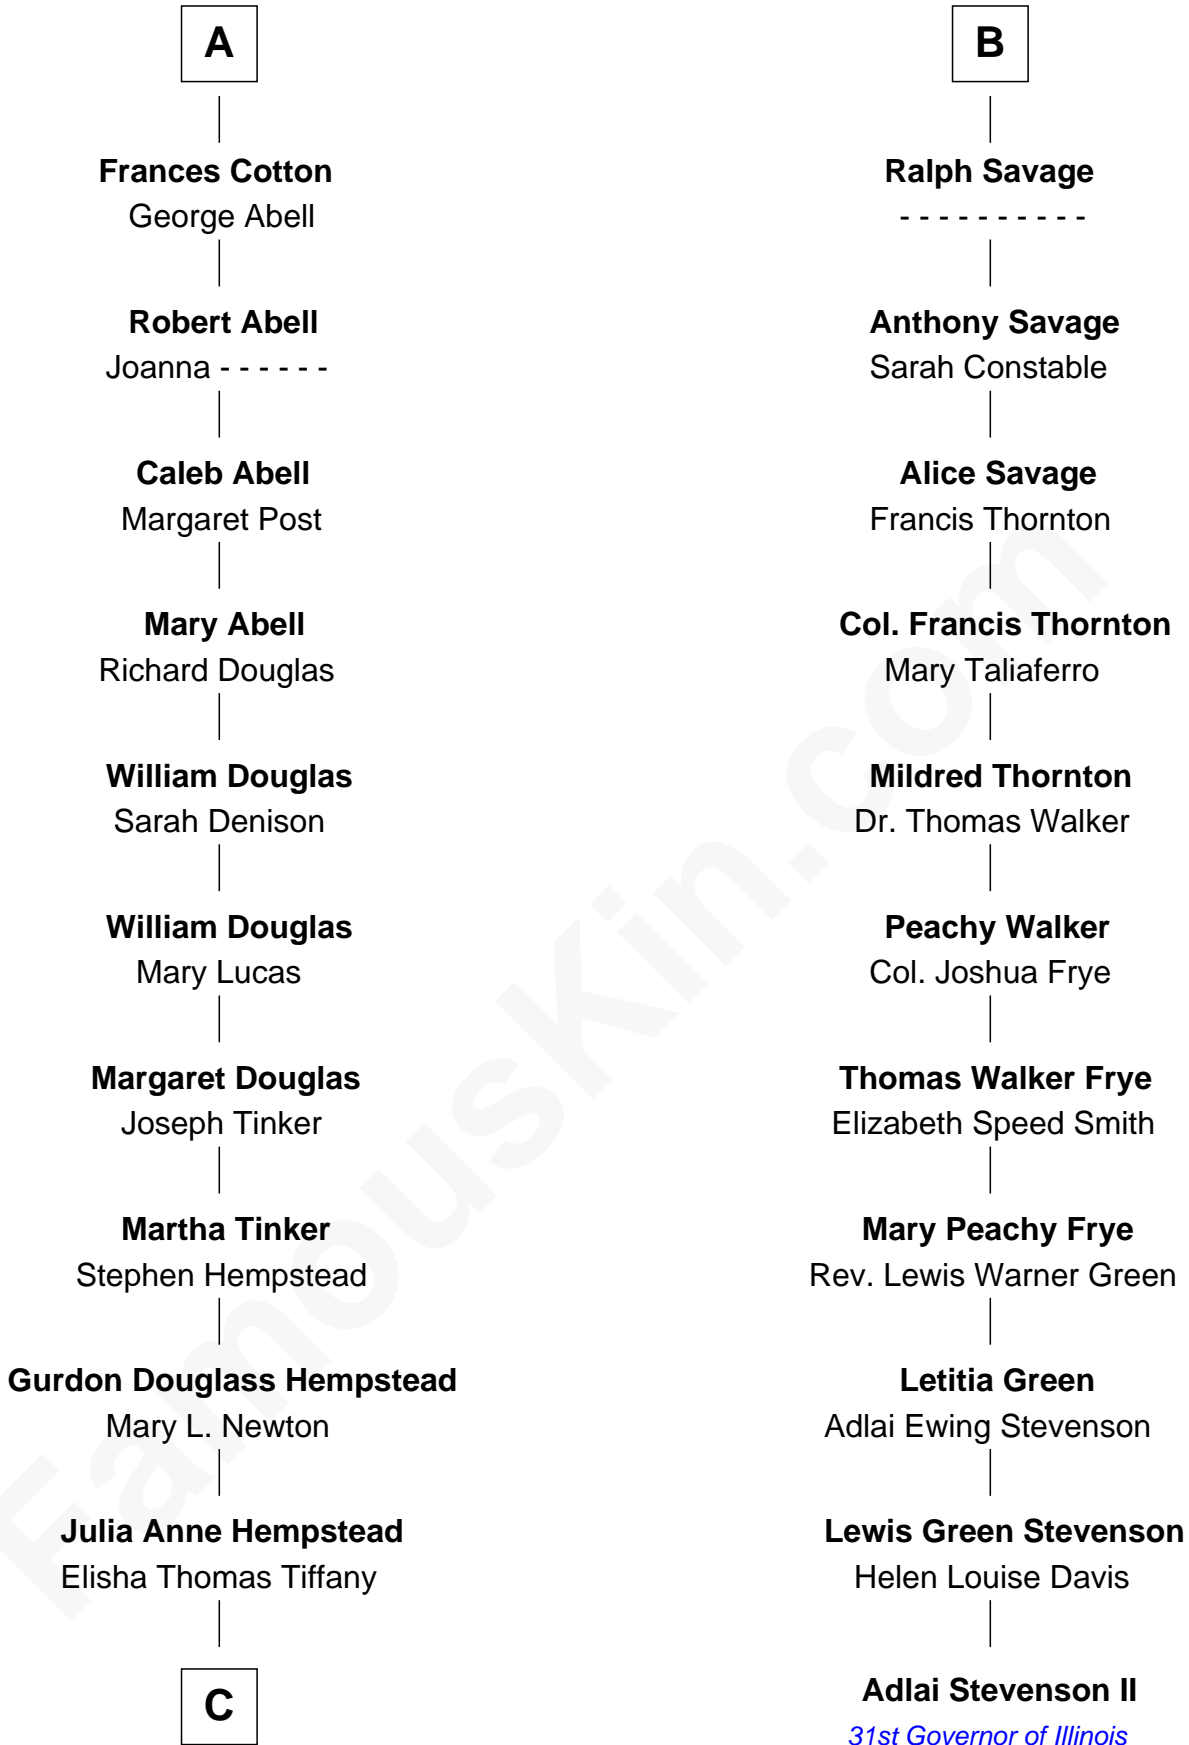 A
Frances Cotton
George Abell
Robert Abell
Joanna - - - - - -
Caleb Abell
Margaret Post
Mary Abell
Richard Douglas
William Douglas
Sarah Denison
William Douglas
Mary Lucas
Margaret Douglas
Joseph Tinker
Martha Tinker
Stephen Hempstead
Gurdon Douglass Hempstead
Mary L. Newton
Julia Anne Hempstead
Elisha Thomas Tiffany
C
B
Ralph Savage
- - - - - - - - - -
Anthony Savage
Sarah Constable
Alice Savage
Francis Thornton
Col. Francis Thornton
Mary Taliaferro
Mildred Thornton
Dr. Thomas Walker
Peachy Walker
Col. Joshua Frye
Thomas Walker Frye
Elizabeth Speed Smith
Mary Peachy Frye
Rev. Lewis Warner Green
Letitia Green
Adlai Ewing Stevenson
Lewis Green Stevenson
Helen Louise Davis
Adlai Stevenson II
31st Governor of Illinois
FamousKin.com